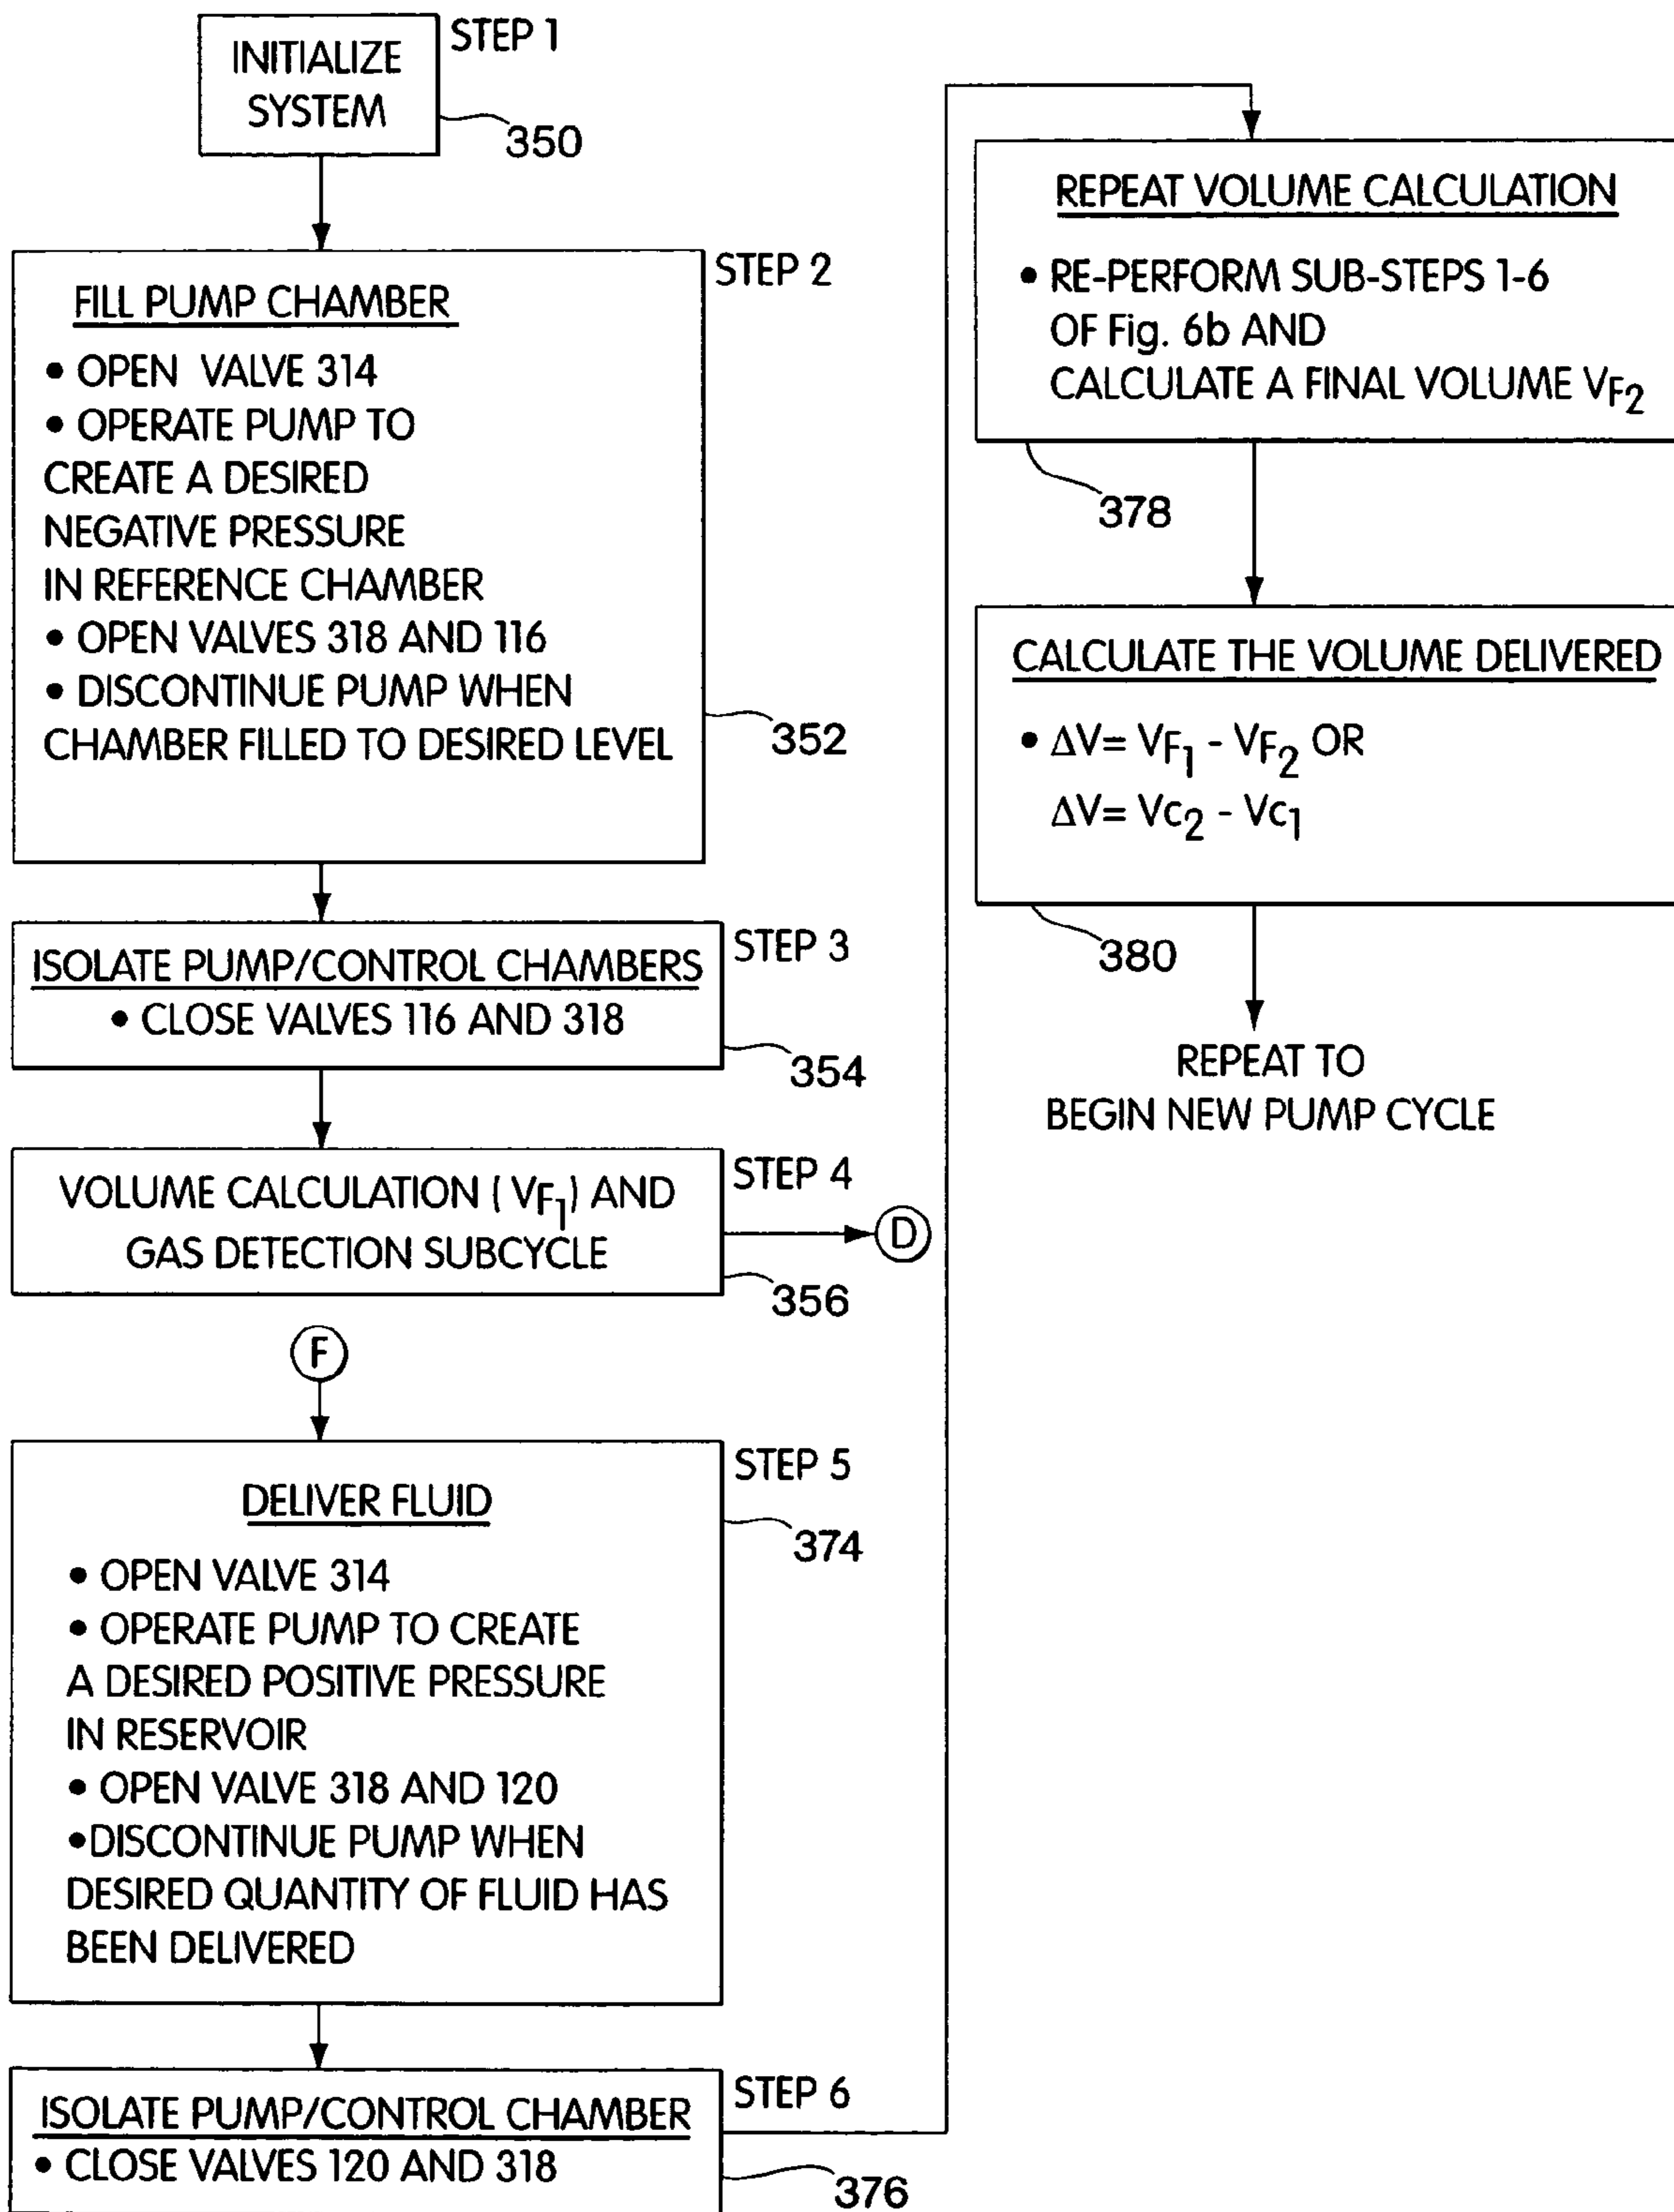 INITIALIZE
SYSTEM
STEP 1
350
FILL PUMP CHAMBER
STEP 2
• OPEN VALVE 314
• OPERATE PUMP TO
CREATE A DESIRED
NEGATIVE PRESSURE
IN REFERENCE CHAMBER
• OPEN VALVES 318 AND 116
• DISCONTINUE PUMP WHEN
CHAMBER FILLED TO DESIRED LEVEL
352
ISOLATE PUMP/CONTROL CHAMBERS
• CLOSE VALVES 116 AND 318
STEP 3
354
VOLUME CALCULATION ( VF1) AND
GAS DETECTION SUBCYCLE
STEP 4
D
356
F
DELIVER FLUID
STEP 5
374
• OPEN VALVE 314
• OPERATE PUMP TO CREATE
A DESIRED POSITIVE PRESSURE
IN RESERVOIR
• OPEN VALVE 318 AND 120
•DISCONTINUE PUMP WHEN
DESIRED QUANTITY OF FLUID HAS
BEEN DELIVERED
ISOLATE PUMP/CONTROL CHAMBER
• CLOSE VALVES 120 AND 318
STEP 6
376
REPEAT VOLUME CALCULATION
• RE-PERFORM SUB-STEPS 1-6
OF Fig. 6b AND
CALCULATE A FINAL VOLUME VF2
378
CALCULATE THE VOLUME DELIVERED
• ΔV= VF1 - VF2 OR
ΔV= Vc2 - Vc1
380
REPEAT TO
BEGIN NEW PUMP CYCLE